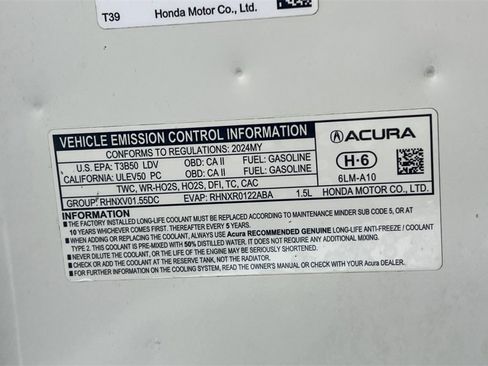 T39
Honda Motor Co., Ltd.
VEHICLE EMISSION CONTROL INFORMATION
CONFORMS TO REGULATIONS: 2024MY
U.S. EPA: T3B50 LDV OBD: CA II FUEL: GASOLINE
CALIFORNIA: ULEV50 PC OBD: CA II FUEL: GASOLINE
TWC, WR-HO2S, HO2S, DFI, TC, CAC
GROUP: RHNXV01.55DC EVAP: RHNXR0122ABA 1.5L
ACURA
H-6
6LM-A10
HONDA MOTOR CO., LTD.
INFORMATION
■ THE FACTORY INSTALLED LONG-LIFE COOLANT MUST BE REPLACED ACCORDING TO MAINTENANCE MINDER SUB CODE 5, OR AT
10 YEARS WHICHEVER COMES FIRST. THEREAFTER EVERY 5 YEARS.
■ WHEN ADDING OR REPLACING THE COOLANT, ALWAYS USE Acura RECOMMENDED GENUINE LONG-LIFE ANTI-FREEZE / COOLANT
TYPE 2. THIS COOLANT IS PRE-MIXED WITH 50% DISTILLED WATER AND DOES NOT REQUIRE ANY ADDITIONAL MIXING.
■ NEVER DILUTE THE COOLANT, OR THE LIFE OF THE ENGINE MAY BE SERIOUSLY SHORTENED.
■ CHECK OR ADD THE COOLANT AT THE RESERVE TANK, NOT THE RADIATOR.
■ FOR FURTHER INFORMATION ON THE COOLING SYSTEM, READ THE OWNER'S MANUAL OR CHECK WITH AN Acura DEALER.